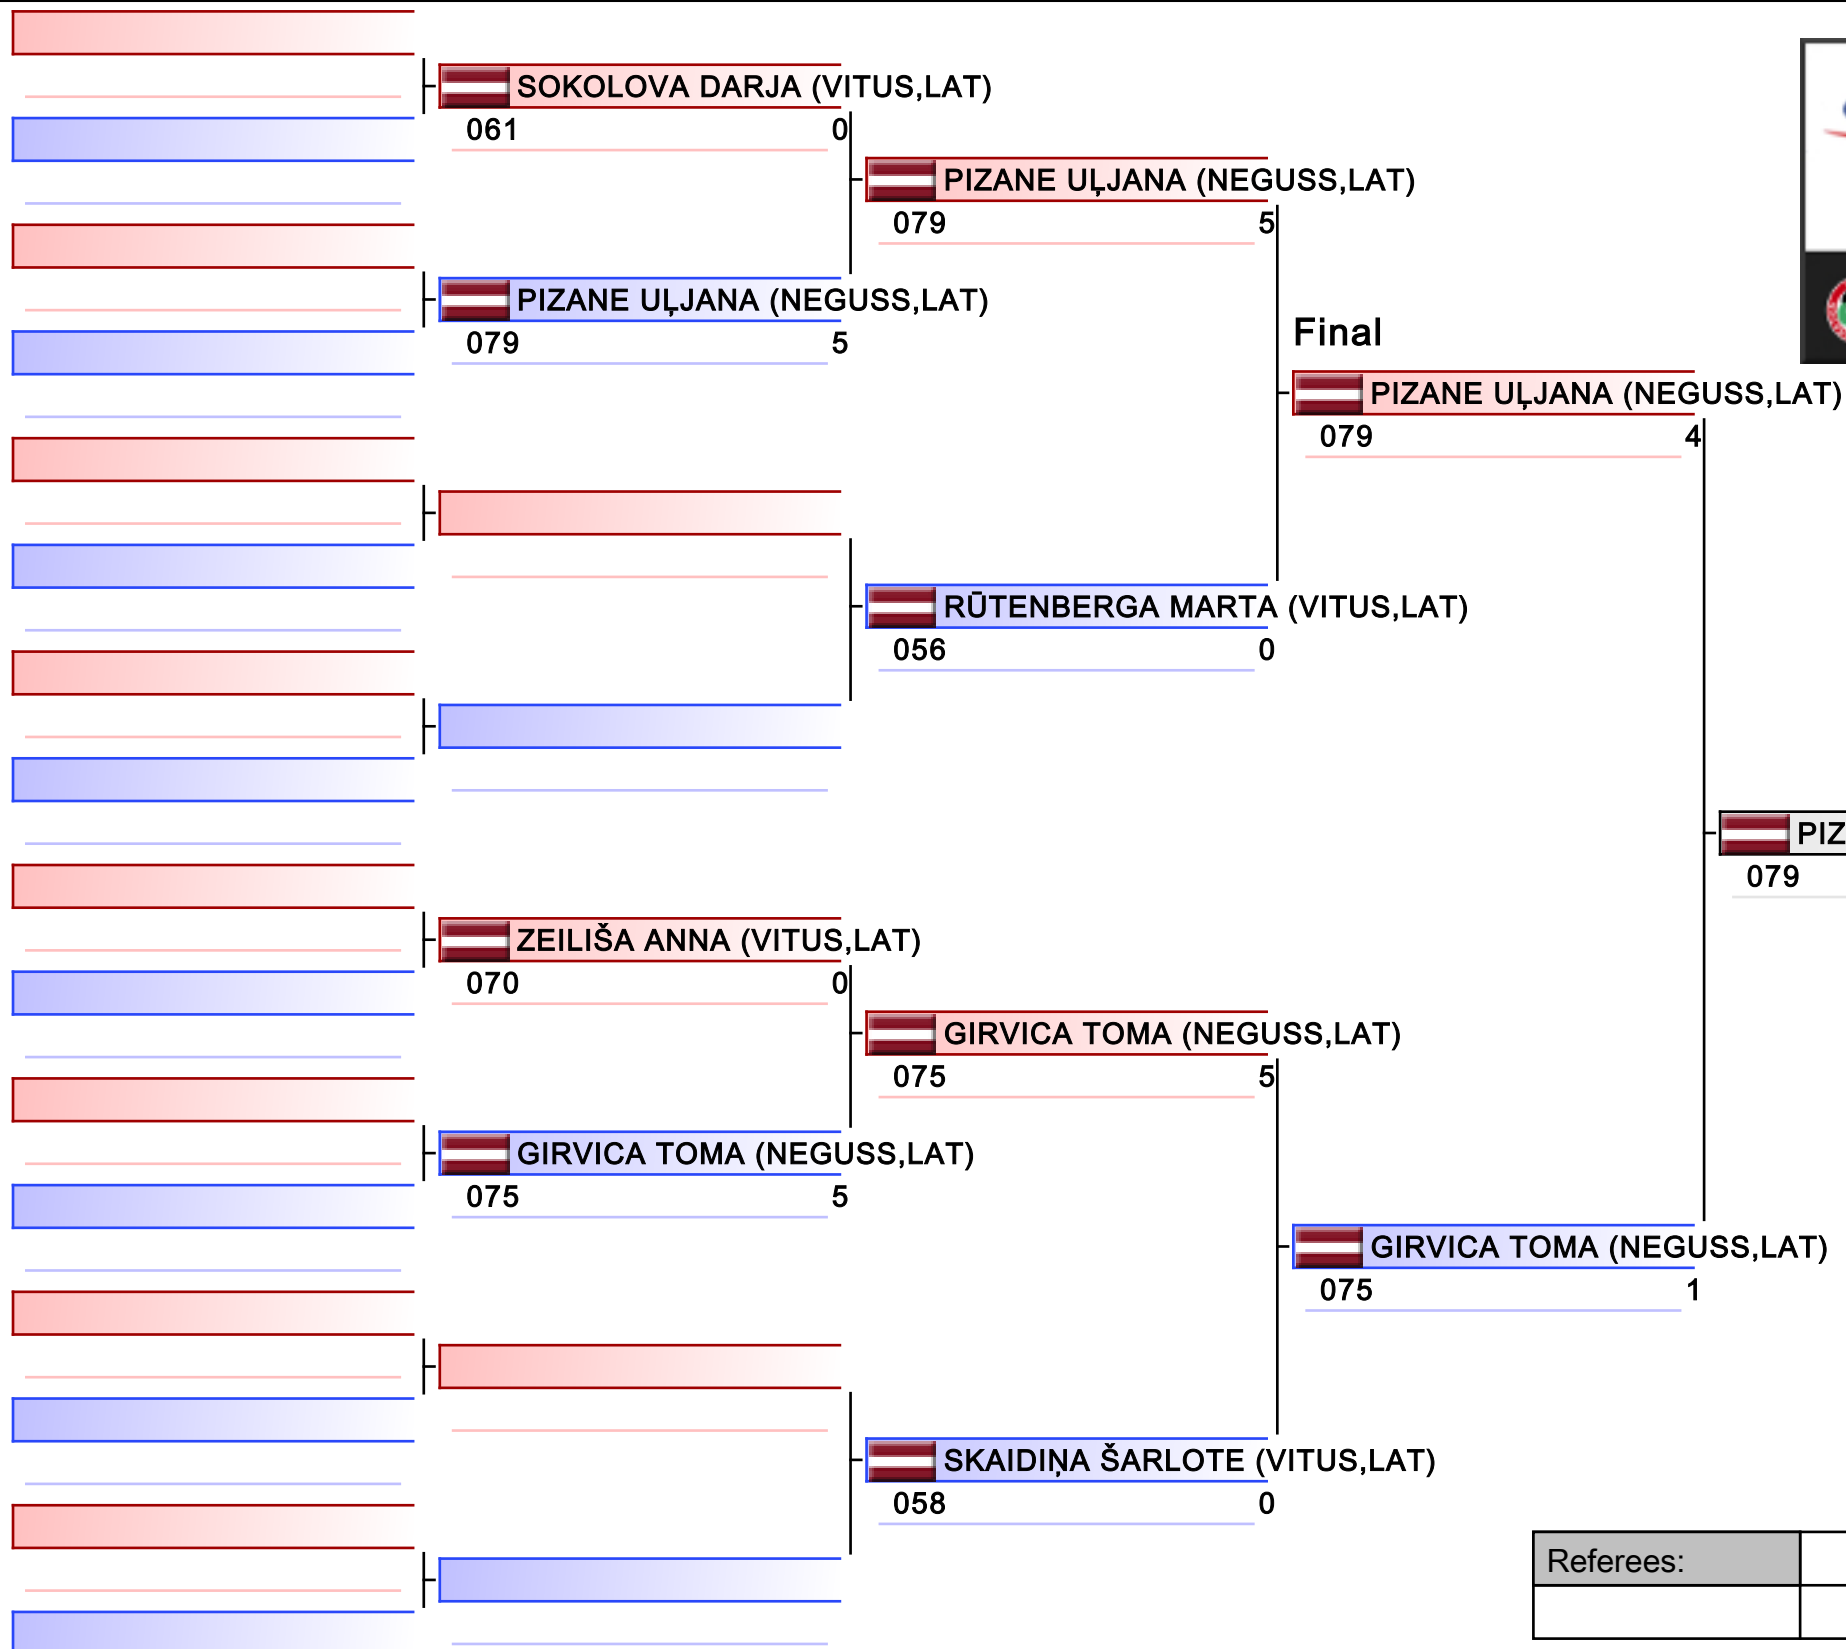 SOKOLOVA DARJA (VITUS,LAT)
061 0
PIZANE UĻJANA (NEGUSS,LAT)
079 5
PIZANE UĻJANA (NEGUSS,LAT)
079 5
Final
PIZANE UĻJANA (NEGUSS,LAT)
079 4
RŪTENBERGA MARTA (VITUS,LAT)
056 0
PIZ
079
ZEILIŠA ANNA (VITUS,LAT)
070 0
GIRVICA TOMA (NEGUSS,LAT)
075 5
GIRVICA TOMA (NEGUSS,LAT)
075 5
GIRVICA TOMA (NEGUSS,LAT)
075 1
SKAIDIŅA ŠARLOTE (VITUS,LAT)
058 0
Referees: